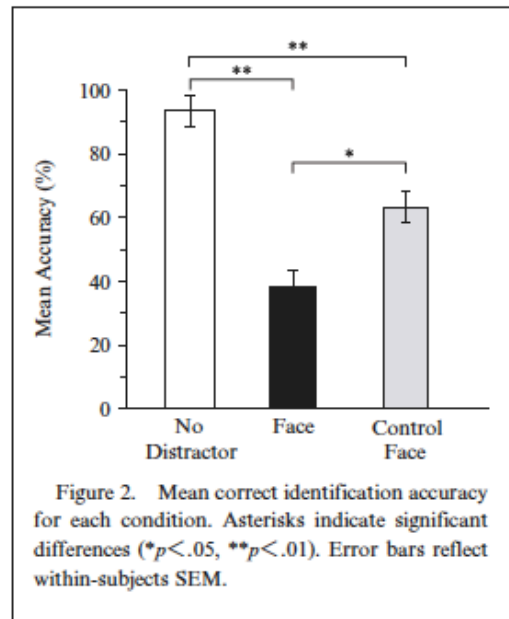 **
**
*
100
80
60
40
20
0
Mean Accuracy (%)
No Distractor
Face
Control Face
Figure 2. Mean correct identification accuracy
for each condition. Asterisks indicate significant
differences (*p<.05, **p<.01). Error bars reflect
within-subjects SEM.